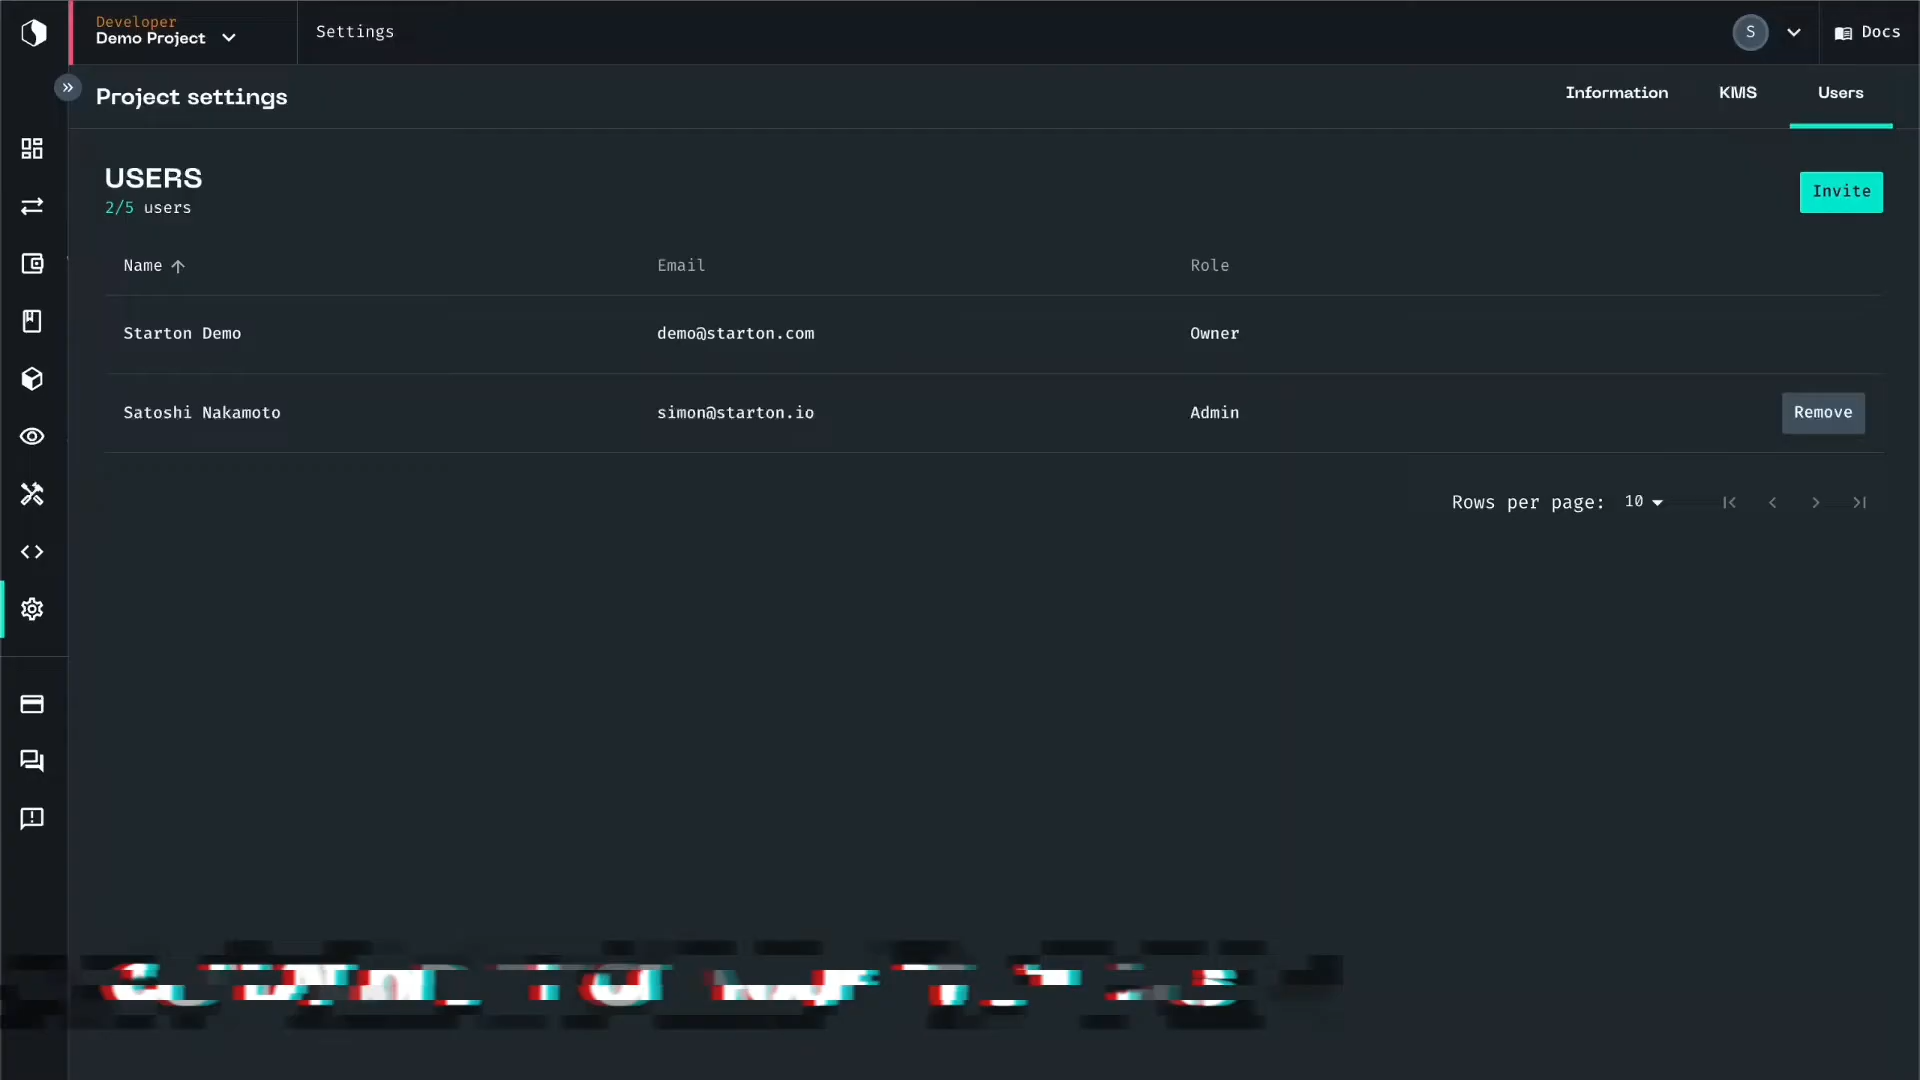 Developer
Demo Project
Settings
S
Docs
Project settings
Information
KMS
Users
USERS
2/5 users
Invite
Name
Email
Role
Starton Demo
demo@starton.com
Owner
Satoshi Nakamoto
simon@starton.io
Admin
Remove
Rows per page: 10